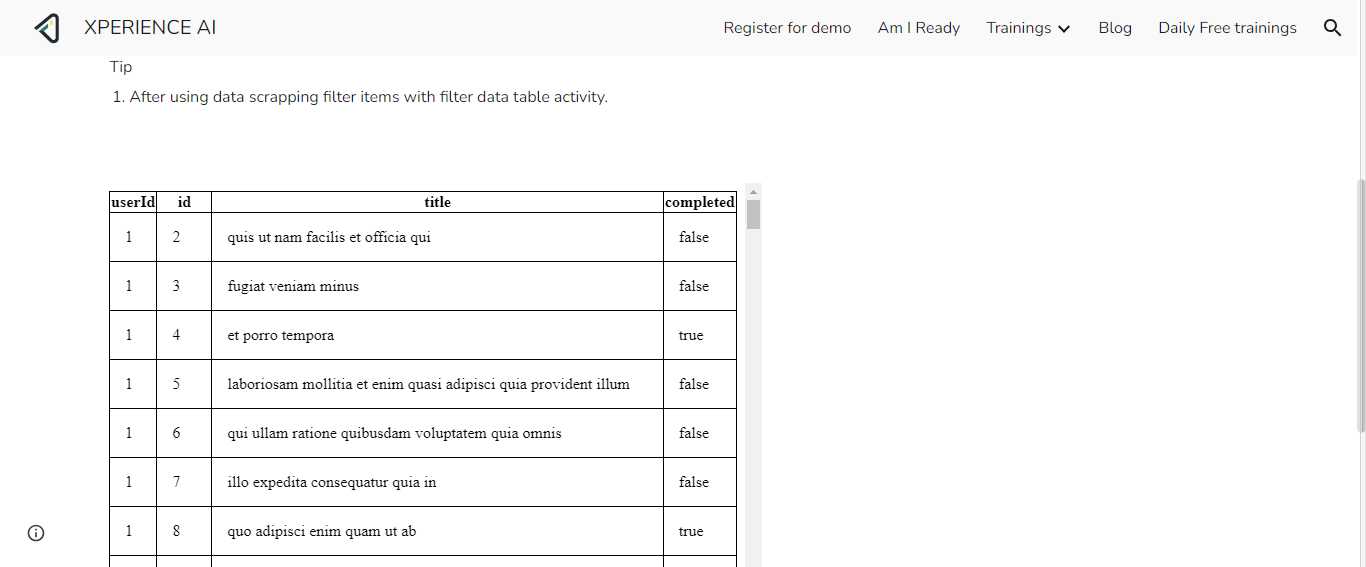 XPERIENCE AI Register for demo Am I Ready Trainings Blog Daily Free trainings
Tip
1. After using data scrapping filter items with filter data table activity.
userId id title completed
1 2 quis ut nam facilis et officia qui false
1 3 fugiat veniam minus false
1 4 et porro tempora true
1 5 laboriosam mollitia et enim quasi adipisci quia provident illum false
1 6 qui ullam ratione quibusdam voluptatem quia omnis false
1 7 illo expedita consequatur quia in false
1 8 quo adipisci enim quam ut ab true